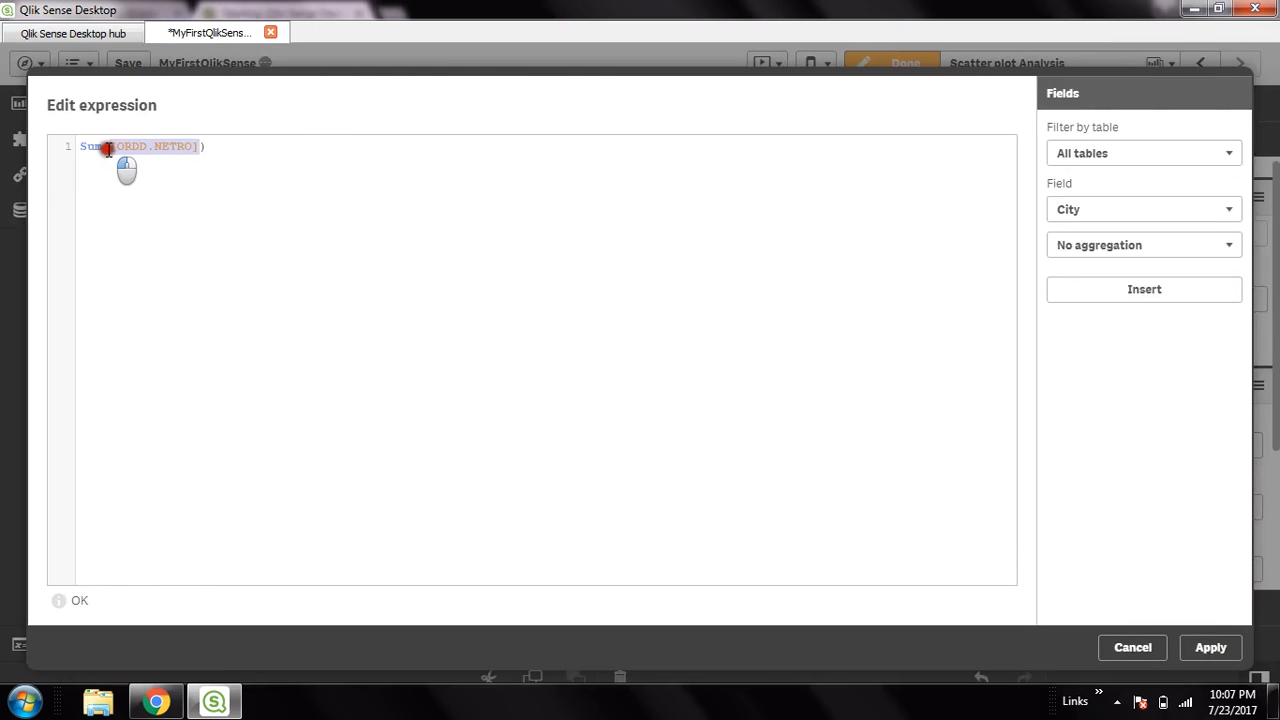 Qlik Sense Desktop
Qlik Sense Desktop hub
*MyFirstQlikSens...
Save
MyFirstQlikSense
Done
Scatter plot Analysis
Edit expression
1
Sum([ORDD.NETRO])
Fields
Filter by table
All tables
Field
City
No aggregation
Insert
OK
Cancel
Apply
Links
10:07 PM
7/23/2017